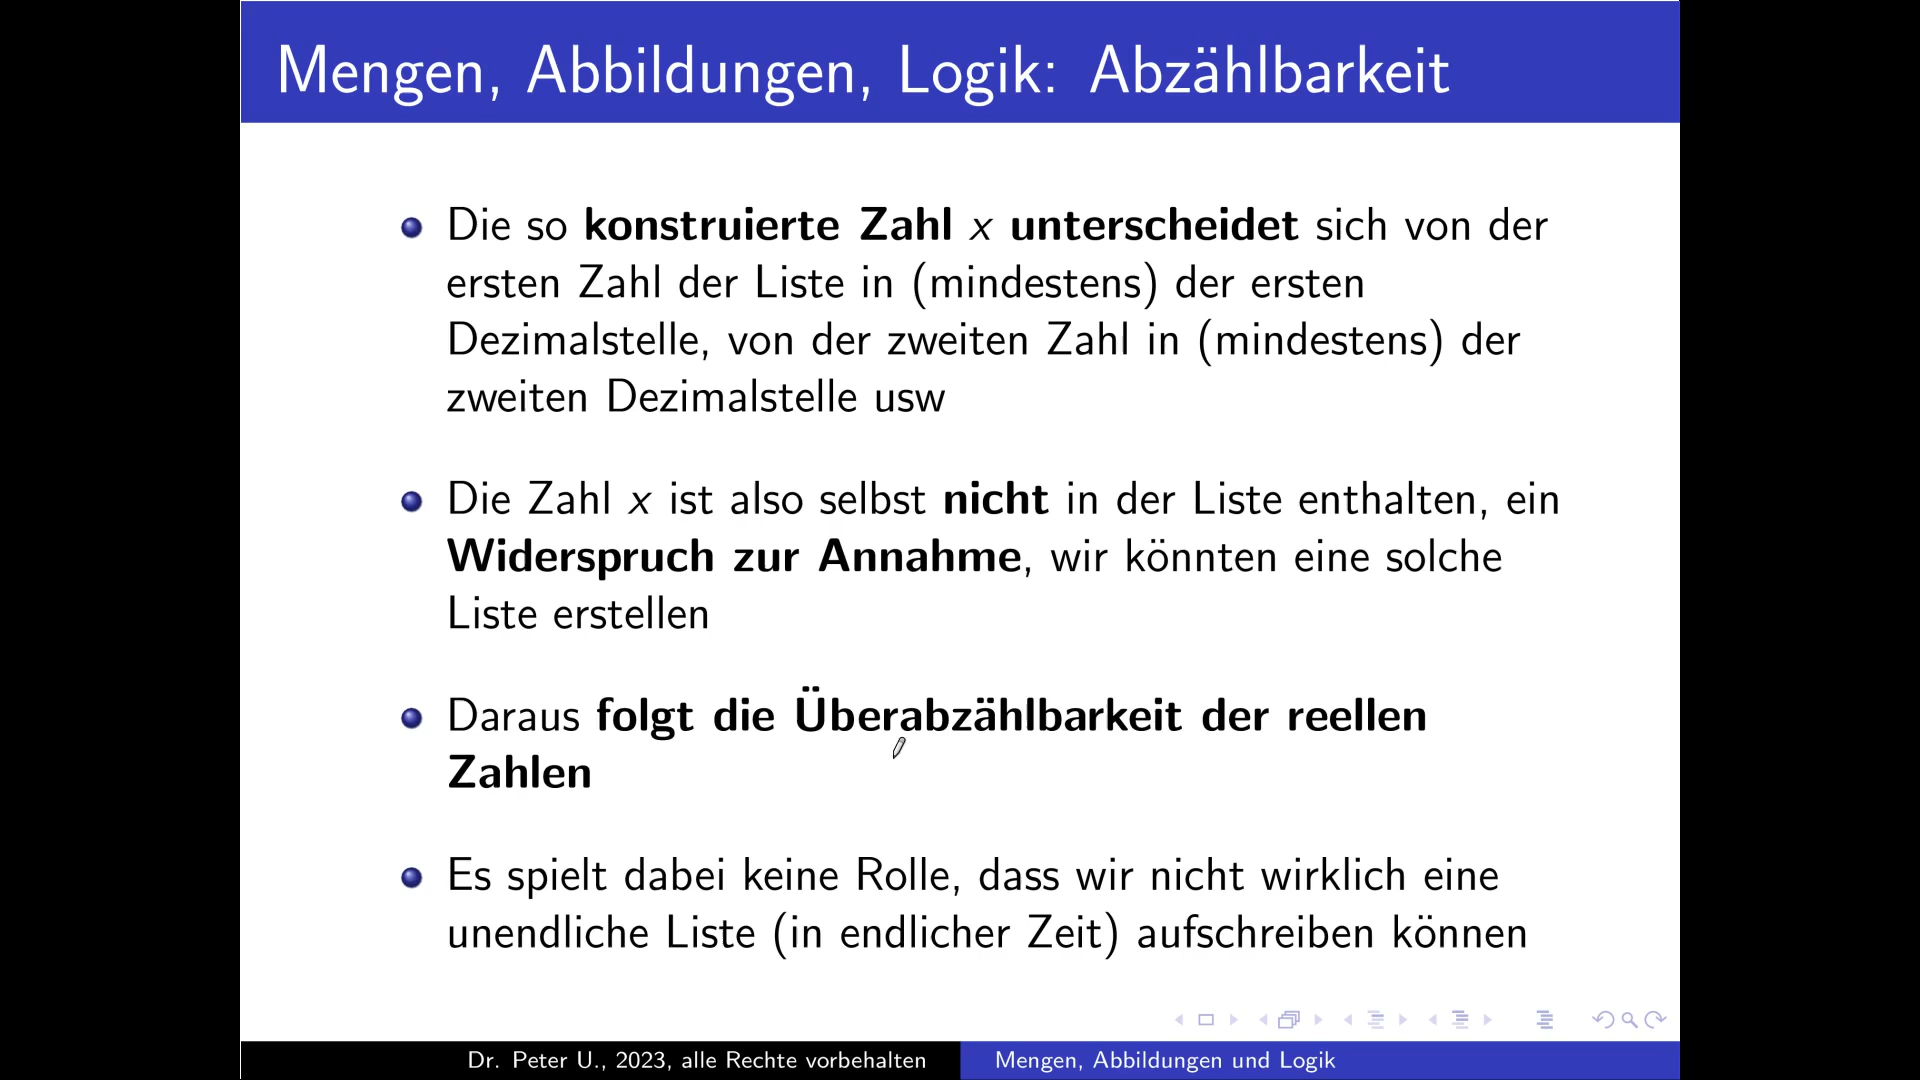 Mengen, Abbildungen, Logik: Abzählbarkeit
Die so konstruierte Zahl x unterscheidet sich von der
ersten Zahl der Liste in (mindestens) der ersten
Dezimalstelle, von der zweiten Zahl in (mindestens) der
zweiten Dezimalstelle usw
Die Zahl x ist also selbst nicht in der Liste enthalten, ein
Widerspruch zur Annahme, wir könnten eine solche
Liste erstellen
Daraus folgt die Überabzählbarkeit der reellen
Zahlen
Es spielt dabei keine Rolle, dass wir nicht wirklich eine
unendliche Liste (in endlicher Zeit) aufschreiben können
Dr. Peter U., 2023, alle Rechte vorbehalten
Mengen, Abbildungen und Logik